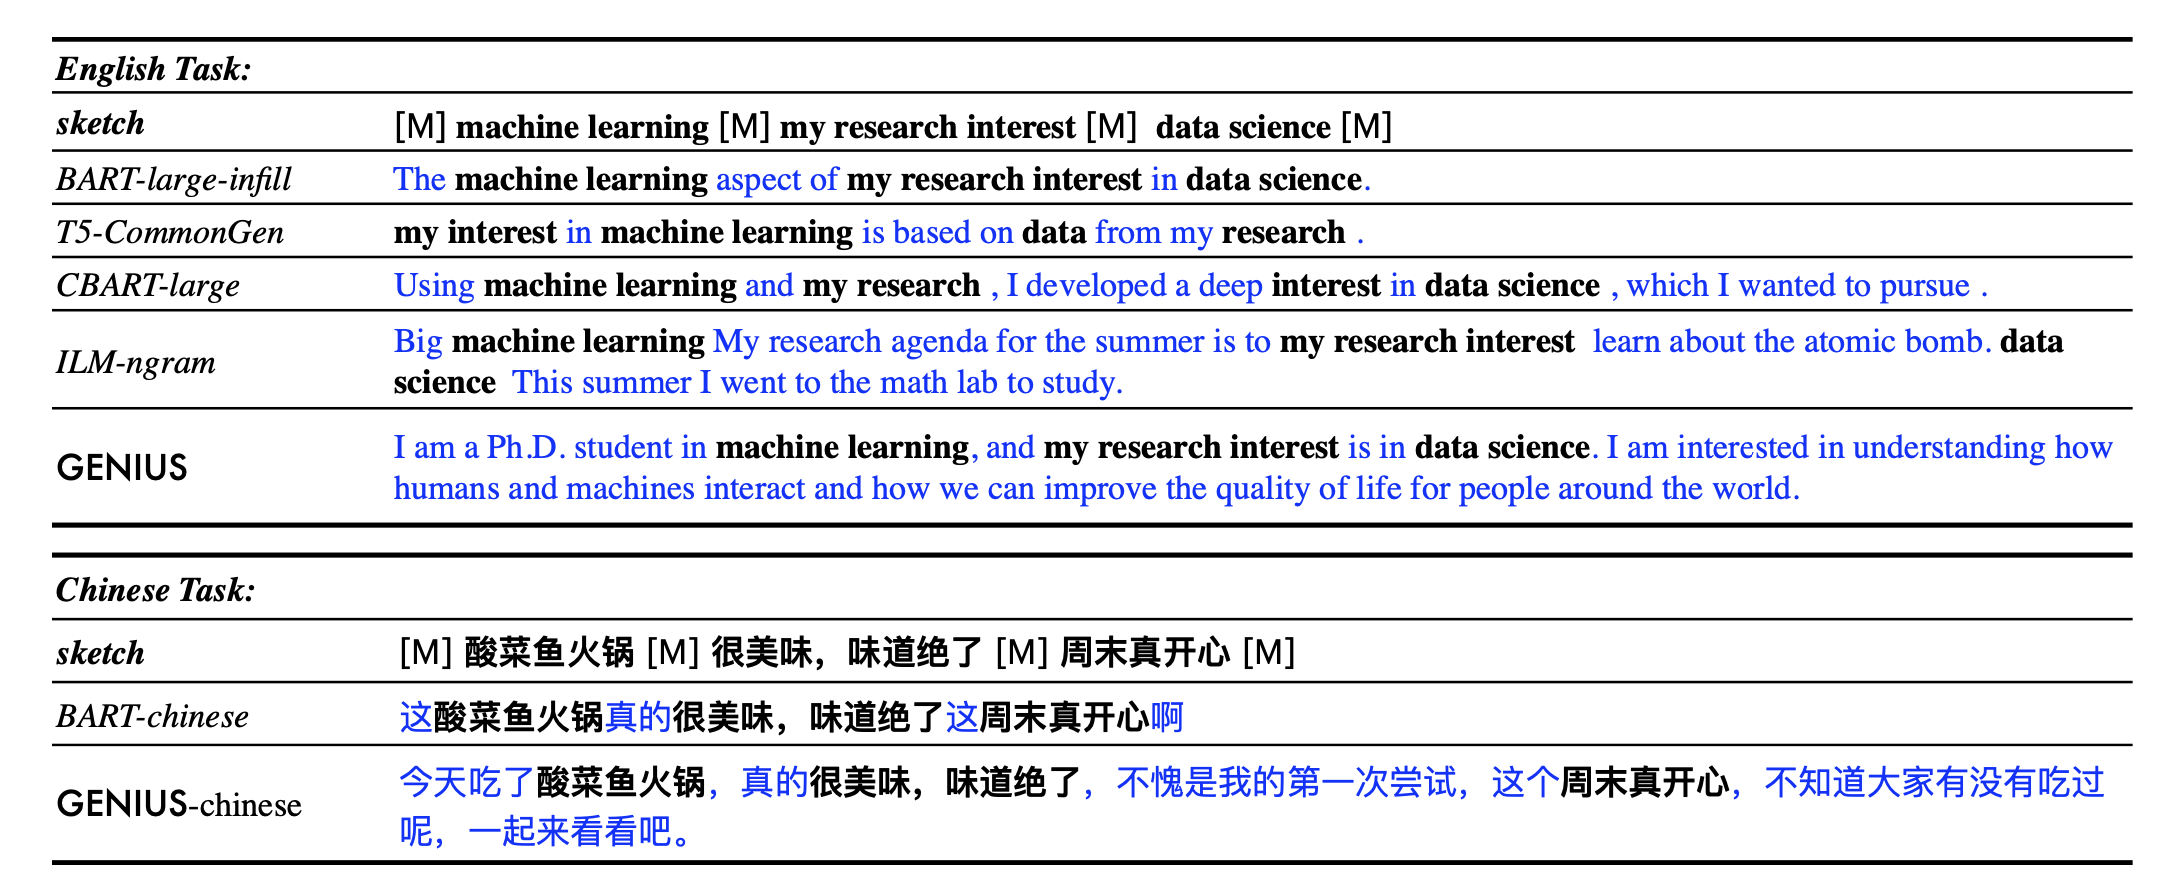 English Task:
sketch [M] machine learning [M] my research interest [M] data science [M]
BART-large-infill The machine learning aspect of my research interest in data science.
T5-CommonGen my interest in machine learning is based on data from my research .
CBART-large Using machine learning and my research , I developed a deep interest in data science , which I wanted to pursue .
ILM-ngram Big machine learning My research agenda for the summer is to my research interest learn about the atomic bomb. data
science This summer I went to the math lab to study.
GENIUS I am a Ph.D. student in machine learning, and my research interest is in data science. I am interested in understanding how
humans and machines interact and how we can improve the quality of life for people around the world.
Chinese Task:
sketch [M] 酸菜鱼火锅 [M] 很美味，味道绝了 [M] 周末真开心 [M]
BART-chinese 这酸菜鱼火锅真的很美味，味道绝了这周末真开心啊
GENIUS-chinese 今天吃了酸菜鱼火锅，真的很美味，味道绝了，不愧是我的第一次尝试，这个周末真开心，不知道大家有没有吃过
呢，一起来看看吧。